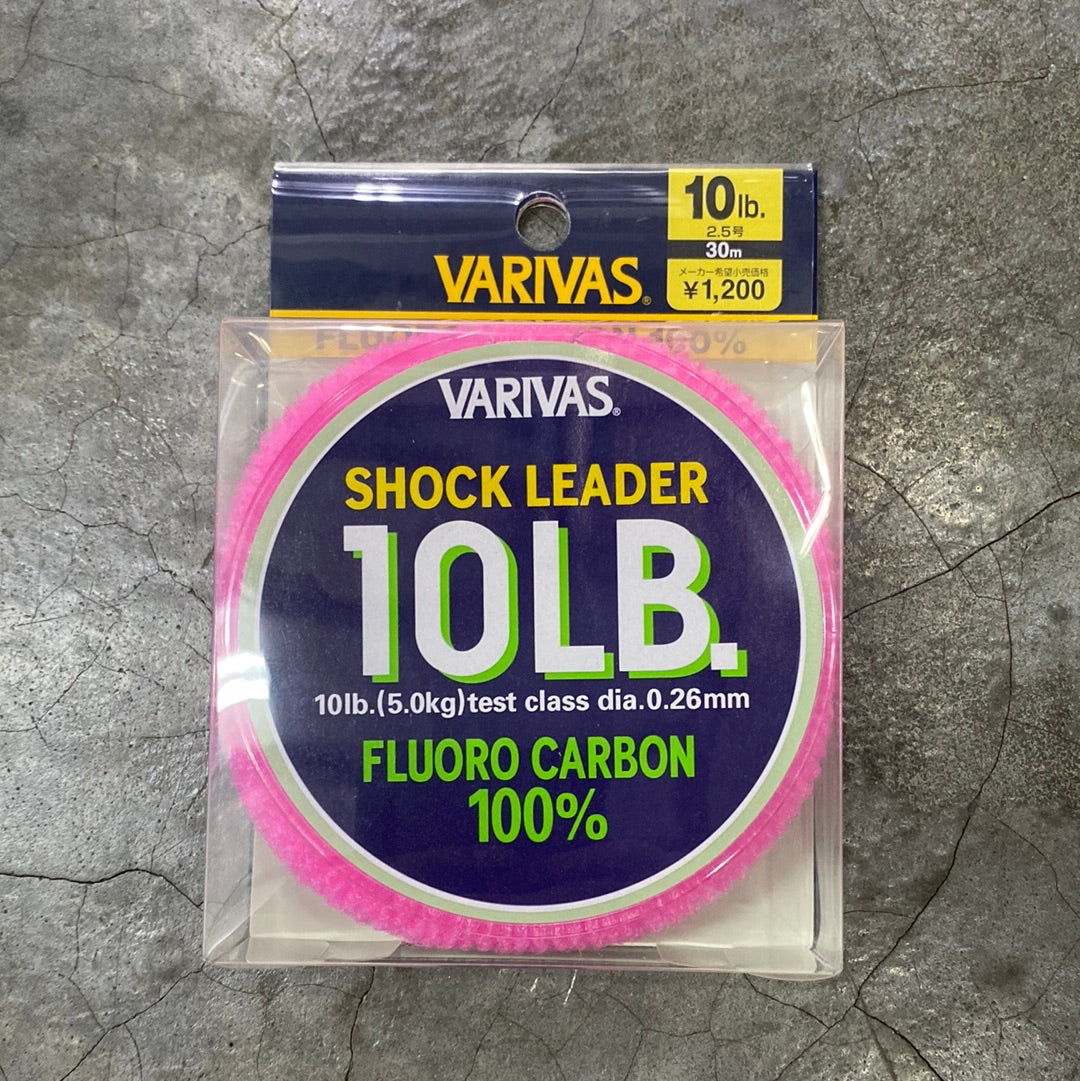 10lb.
2.5号
30m
メーカー希望小売価格
¥1,200
VARIVAS®
100%
VARIVAS®
SHOCK LEADER
10LB.
10lb.(5.0kg)test class dia.0.26mm
FLUORO CARBON
100%